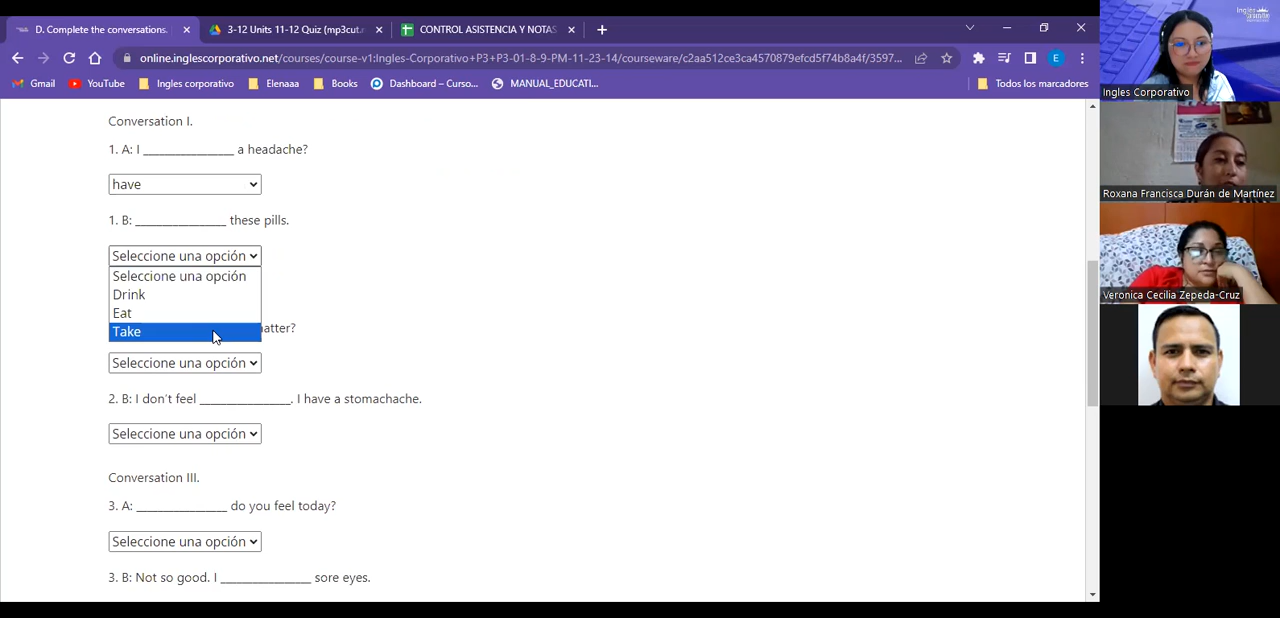 D. Complete the conversations.
3-12 Units 11-12 Quiz (mp3cut.
CONTROL ASISTENCIA Y NOTAS
online.inglescorporativo.net/courses/course-v1:Ingles-Corporativo+P3+P3-01-8-9-PM-11-23-14/courseware/c2aa512ce3ca4570879efcd5f74b8a4f/3597...
E
Gmail
YouTube
Ingles corporativo
Elenaaa
Books
Dashboard – Curso...
MANUAL_EDUCATI...
Todos los marcadores
Conversation I.
1. A: I ________________ a headache?
have
1. B: ________________ these pills.
Seleccione una opción
Seleccione una opción
Drink
Eat
Take
atter?
Seleccione una opción
2. B: I don't feel ________________. I have a stomachache.
Seleccione una opción
Conversation III.
3. A: ________________ do you feel today?
Seleccione una opción
3. B: Not so good. I ________________ sore eyes.
Ingles Corporativo
Roxana Francisca Durán de Martínez
Veronica Cecilia Zepeda-Cruz